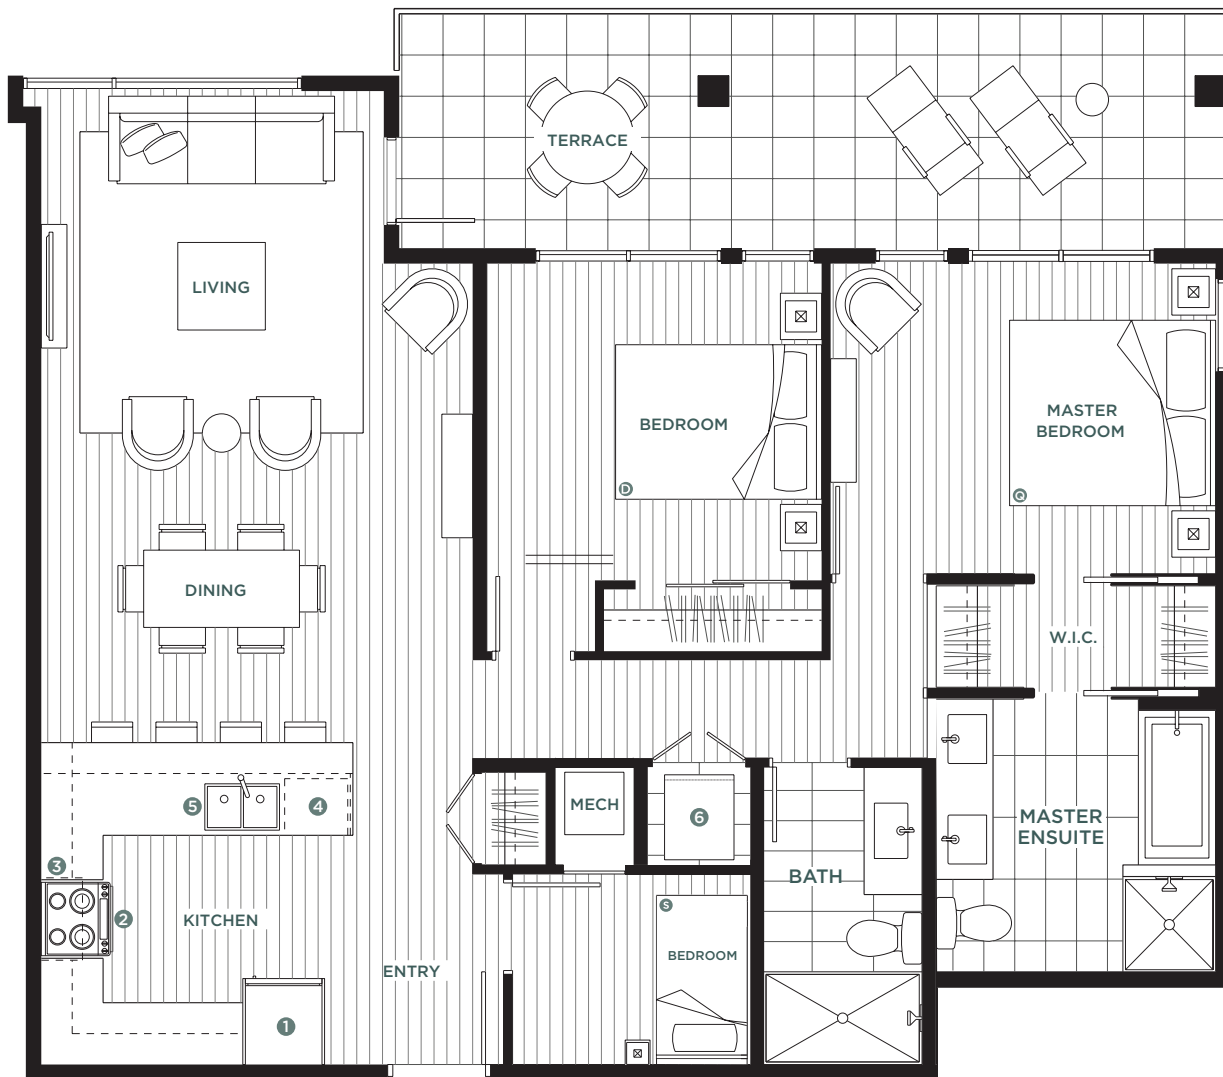 TERRACE
LIVING
BEDROOM
MASTER
BEDROOM
D
Q
DINING
W.I.C.
5
4
MECH
6
MASTER
ENSUITE
3
BATH
S
2
KITCHEN
BEDROOM
ENTRY
1